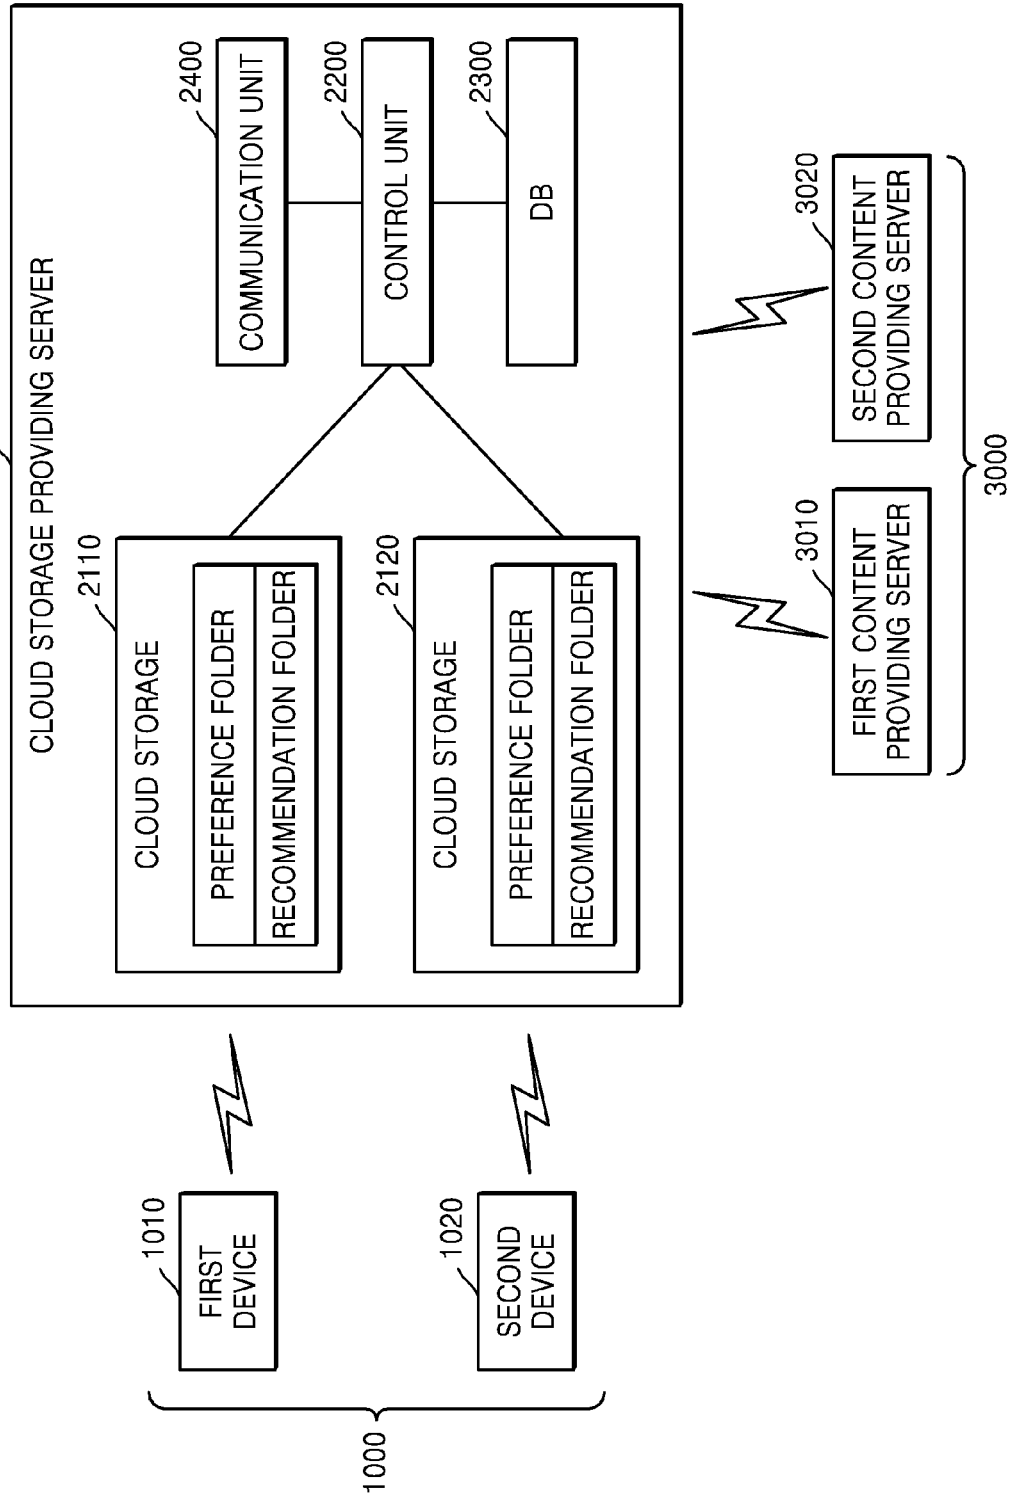 CLOUD STORAGE PROVIDING SERVER
1000
1010
FIRST
DEVICE
1020
SECOND
DEVICE
2110
CLOUD STORAGE
PREFERENCE FOLDER
RECOMMENDATION FOLDER
2120
CLOUD STORAGE
PREFERENCE FOLDER
RECOMMENDATION FOLDER
2400
COMMUNICATION UNIT
2200
CONTROL UNIT
2300
DB
3010
FIRST CONTENT
PROVIDING SERVER
3020
SECOND CONTENT
PROVIDING SERVER
3000